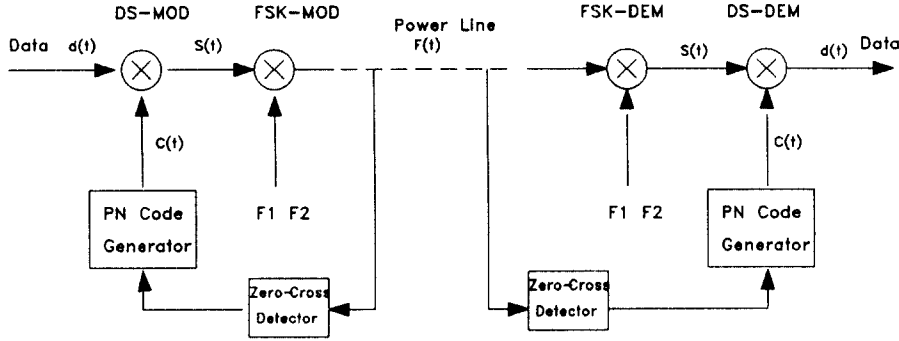 DS-MOD FSK-MOD Power Line FSK-DEM DS-DEM
Data d(t) S(t) F(t) S(t) d(t) Data
C(t) C(t)
PN Code
Generator
F1 F2
F1 F2
PN Code
Generator
Zero-Cross
Detector
Zero-Cross
Detector